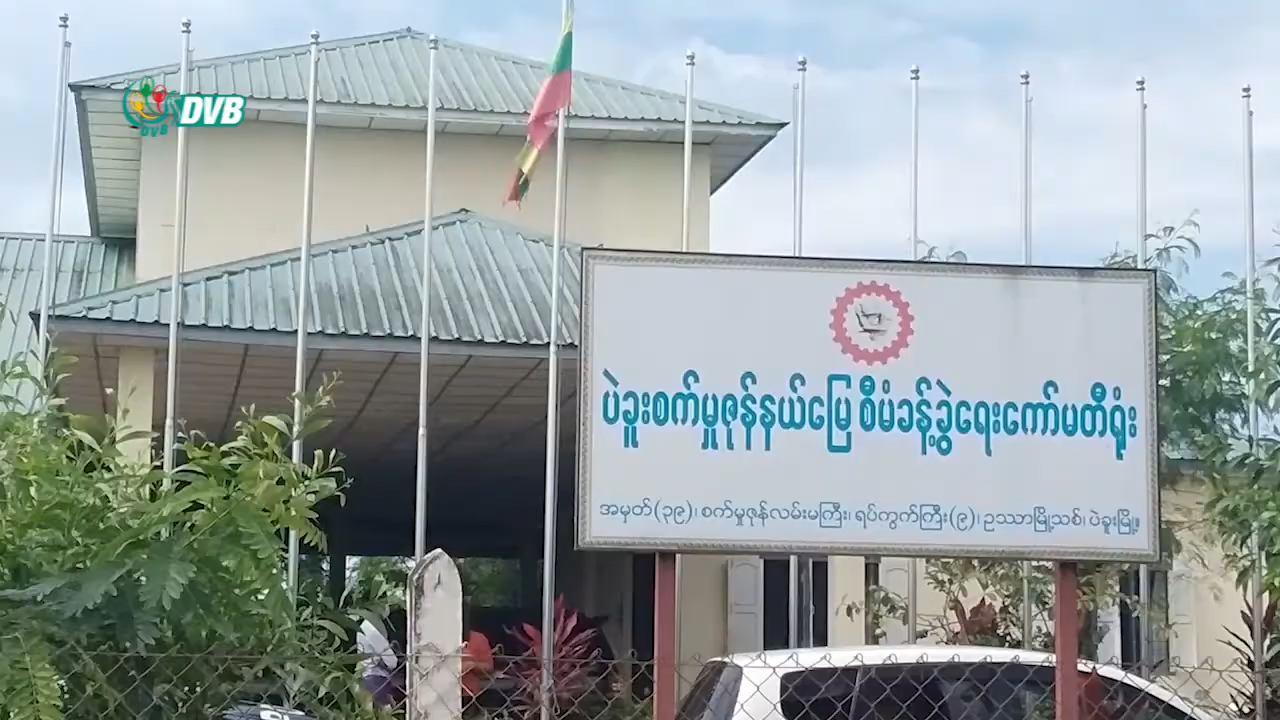 DVB
DVB
ပဲခူးစက်မှုဇုန်နယ်မြေ စီမံခန့်ခွဲရေးကော်မတီရုံး
အမှတ်(၃၉)၊ စက်မှုဇုန်လမ်းမကြီး၊ ရပ်ကွက်ကြီး(၉)၊ ဥဿာမြို့သစ်၊ ပဲခူးမြို့။